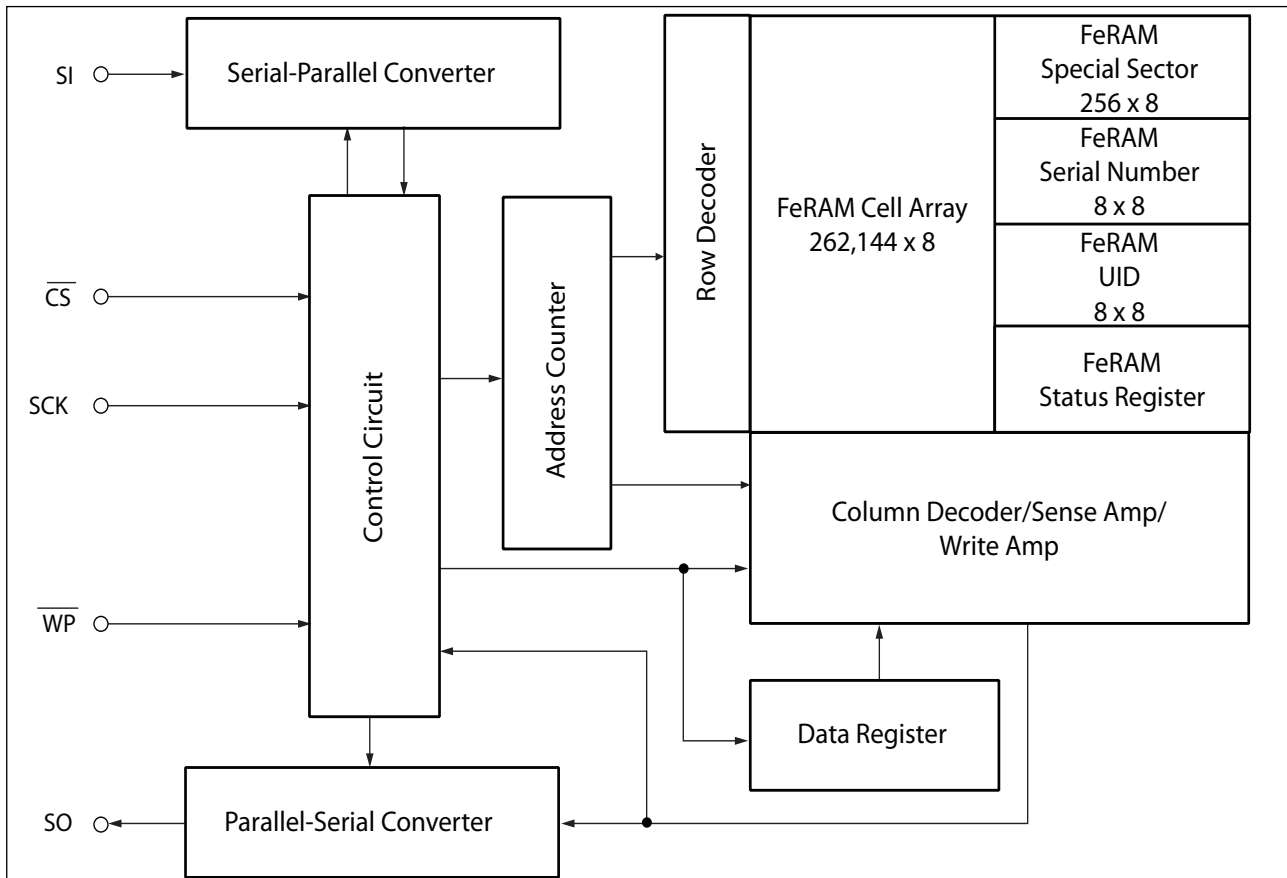 SI
Serial-Parallel Converter
CS
SCK
WP
SO
Control Circuit
Address Counter
Row Decoder
FeRAM Cell Array
262,144 x 8
FeRAM
Special Sector
256 x 8
FeRAM
Serial Number
8 x 8
FeRAM
UID
8 x 8
FeRAM
Status Register
Column Decoder/Sense Amp/
Write Amp
Data Register
Parallel-Serial Converter